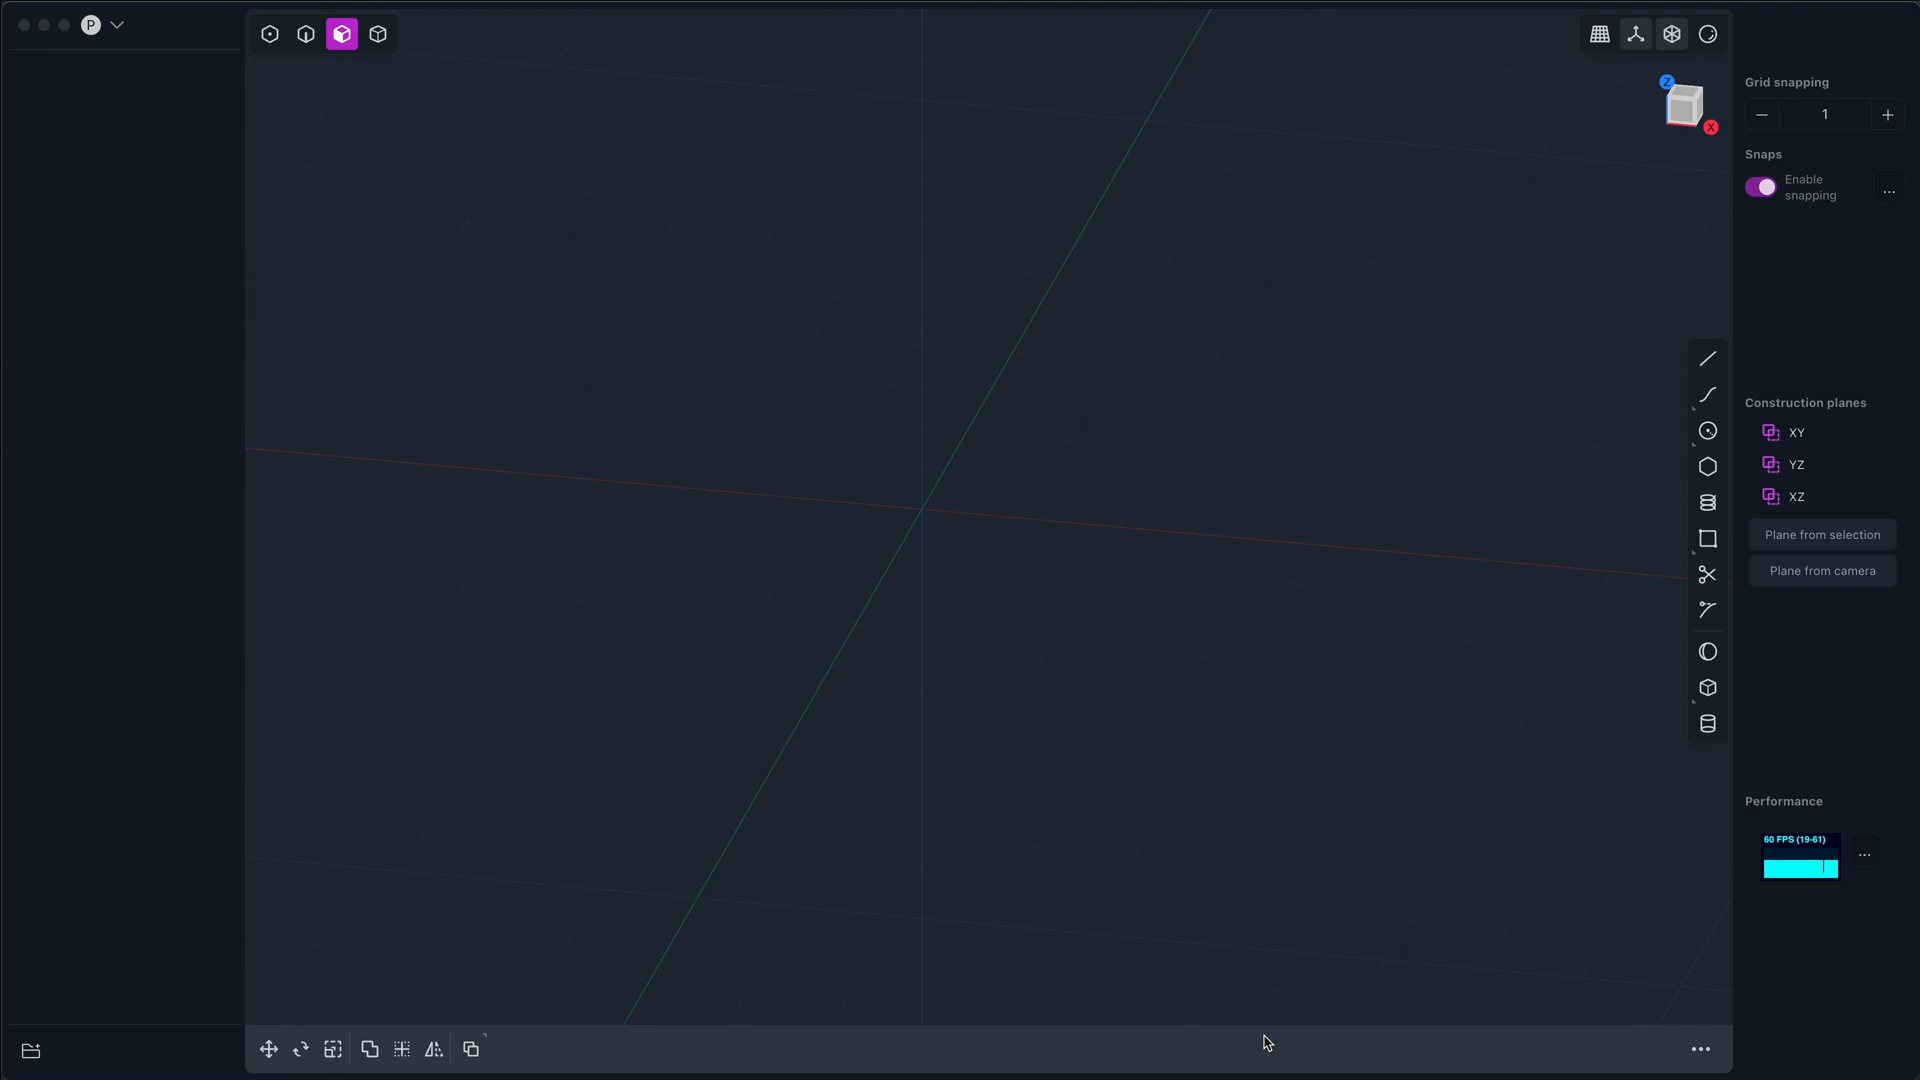 P
Z
X
Grid snapping
1
Snaps
Enable
snapping
...
Construction planes
XY
YZ
XZ
Plane from selection
Plane from camera
Performance
60 FPS (19-61)
...